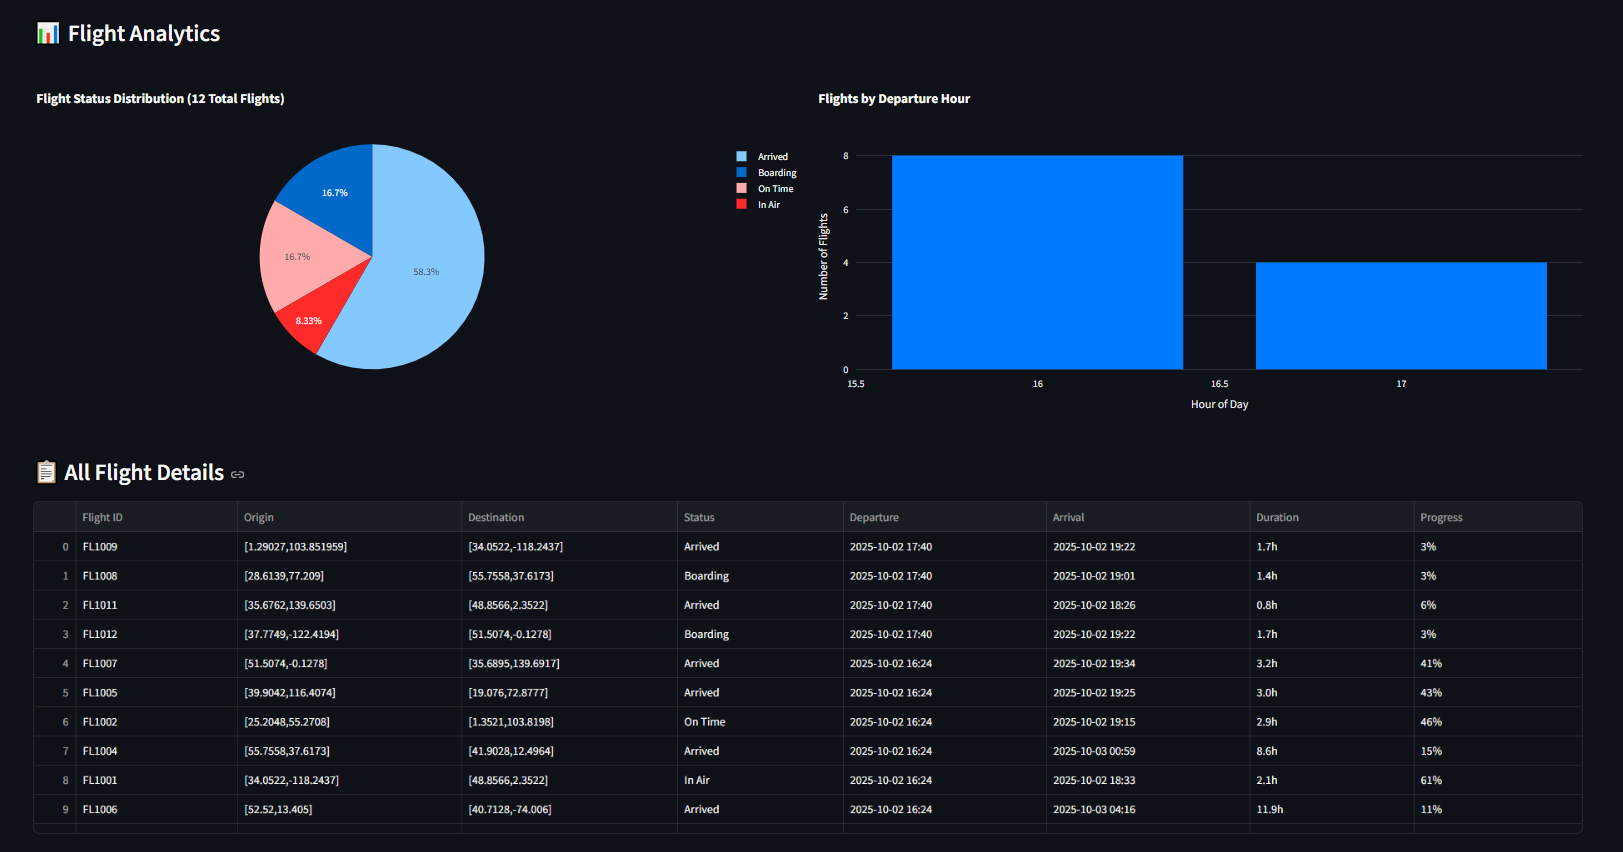 📊 Flight Analytics
Flight Status Distribution (12 Total Flights)
16.7%
16.7%
58.3%
8.33%
Arrived
Boarding
On Time
In Air
Flights by Departure Hour
Number of Flights
8
6
4
2
0
15.5 16 16.5 17
Hour of Day
📋 All Flight Details
Flight ID Origin Destination Status Departure Arrival Duration Progress
0 FL1009 [1.29027,103.851959] [34.0522,-118.2437] Arrived 2025-10-02 17:40 2025-10-02 19:22 1.7h 3%
1 FL1008 [28.6139,77.209] [55.7558,37.6173] Boarding 2025-10-02 17:40 2025-10-02 19:01 1.4h 3%
2 FL1011 [35.6762,139.6503] [48.8566,2.3522] Arrived 2025-10-02 17:40 2025-10-02 18:26 0.8h 6%
3 FL1012 [37.7749,-122.4194] [51.5074,-0.1278] Boarding 2025-10-02 17:40 2025-10-02 19:22 1.7h 3%
4 FL1007 [51.5074,-0.1278] [35.6895,139.6917] Arrived 2025-10-02 16:24 2025-10-02 19:34 3.2h 41%
5 FL1005 [39.9042,116.4074] [19.076,72.8777] Arrived 2025-10-02 16:24 2025-10-02 19:25 3.0h 43%
6 FL1002 [25.2048,55.2708] [1.3521,103.8198] On Time 2025-10-02 16:24 2025-10-02 19:15 2.9h 46%
7 FL1004 [55.7558,37.6173] [41.9028,12.4964] Arrived 2025-10-02 16:24 2025-10-03 00:59 8.6h 15%
8 FL1001 [34.0522,-118.2437] [48.8566,2.3522] In Air 2025-10-02 16:24 2025-10-02 18:33 2.1h 61%
9 FL1006 [52.52,13.405] [40.7128,-74.006] Arrived 2025-10-02 16:24 2025-10-03 04:16 11.9h 11%